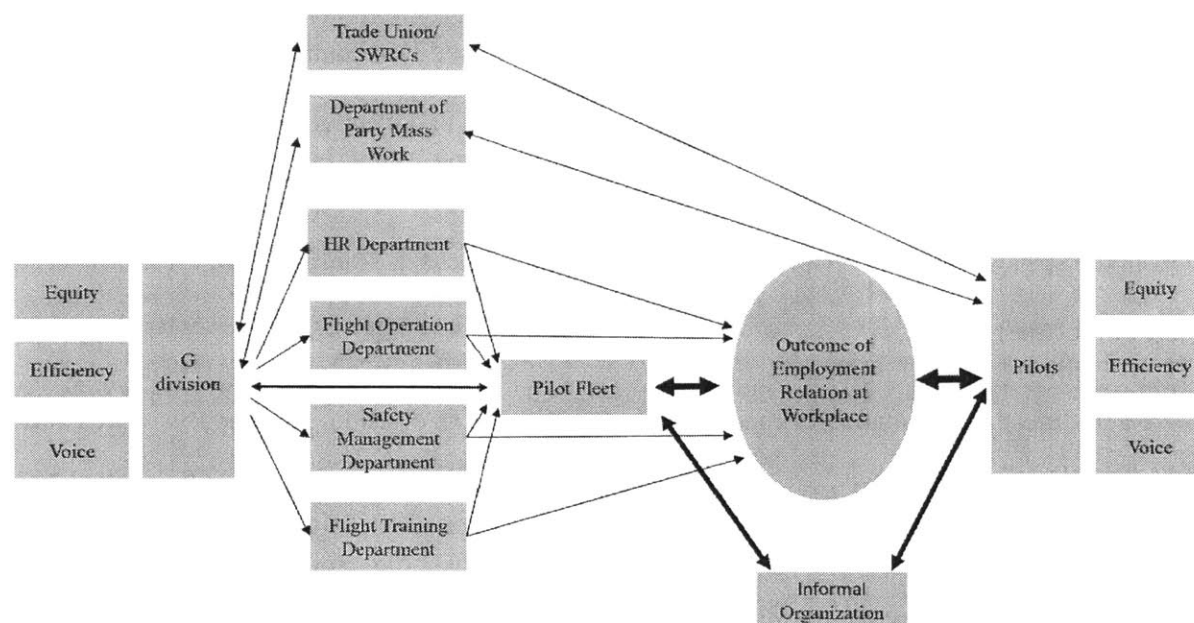 Trade Union/
SWRCs
Department of
Party Mass
Work
HR Department
Equity
Efficiency
Voice
G
division
Flight Operation
Department
Safety
Management
Department
Flight Training
Department
Pilot Fleet
Outcome of
Employment
Relation at
Workplace
Informal
Organization
Pilots
Equity
Efficiency
Voice